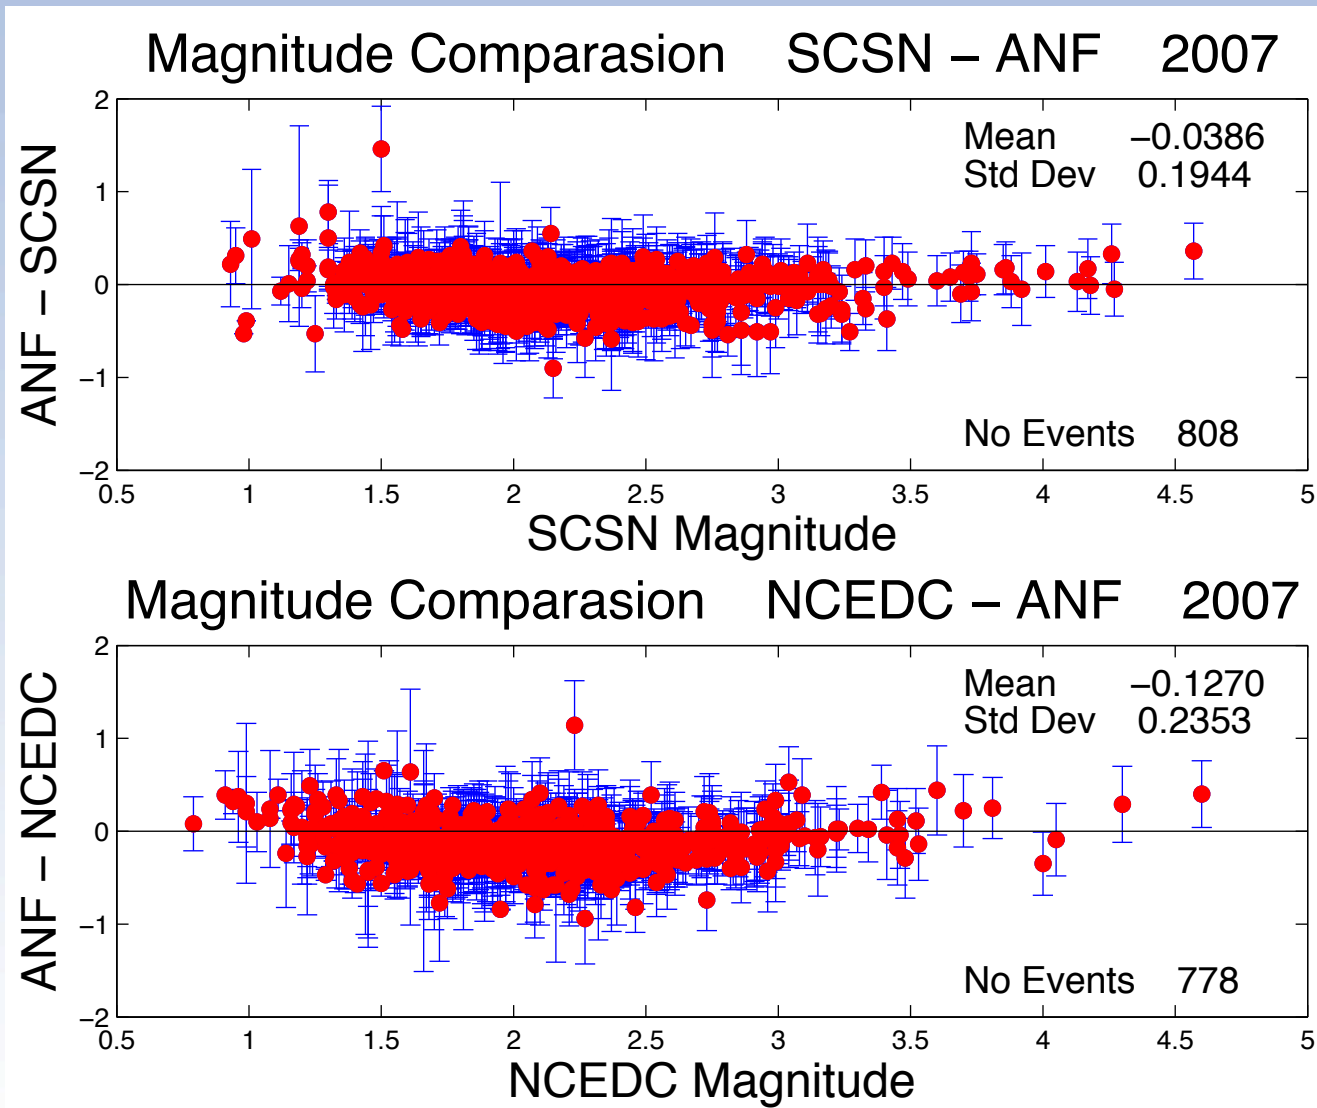 Magnitude Comparasion SCSN – ANF 2007
2
1
0
−1
−2
ANF – SCSN
Mean −0.0386
Std Dev 0.1944
No Events 808
0.5 1 1.5 2 2.5 3 3.5 4 4.5 5
SCSN Magnitude
Magnitude Comparasion NCEDC – ANF 2007
2
1
0
−1
−2
ANF – NCEDC
Mean −0.1270
Std Dev 0.2353
No Events 778
0.5 1 1.5 2 2.5 3 3.5 4 4.5 5
NCEDC Magnitude